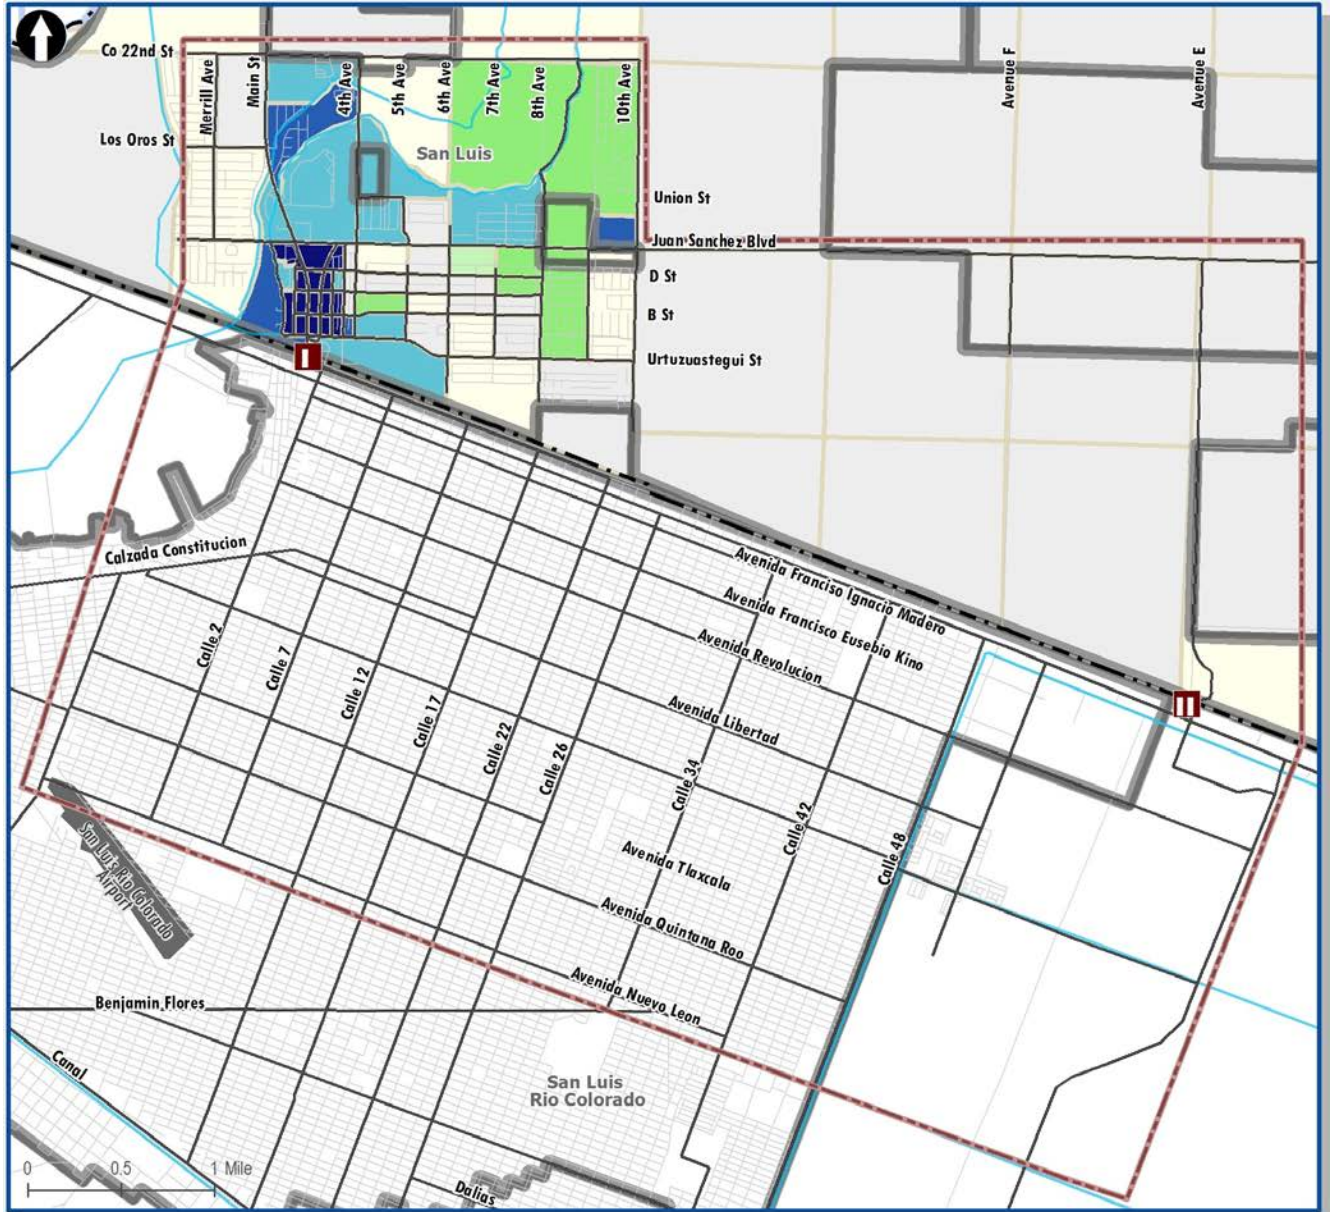 Co 22nd St
Merrill Ave
Main St
4th Ave
5th Ave
6th Ave
7th Ave
8th Ave
10th Ave
Avenue F
Avenue E
Los Oros St
San Luis
Union St
Juan Sanchez Blvd
D St
B St
Urtuzuastegui St
I
Calzada Constitucion
Avenida Franciso Ignacio Madero
Avenida Francisco Eusebio Kino
Avenida Revolucion
Avenida Libertad
II
Calle 2
Calle 7
Calle 12
Calle 17
Calle 22
Calle 26
Calle 34
Calle 42
Calle 48
San Luis Rio Colorado
Airport
Avenida Tlaxcala
Avenida Quintana Roo
Avenida Nuevo Leon
Benjamin Flores
Canal
San Luis
Rio Colorado
0 0.5 1 Mile
Dalias